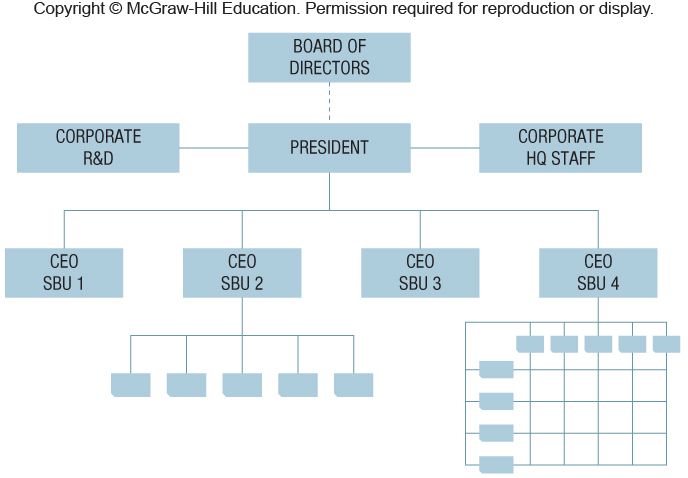 Copyright © McGraw-Hill Education. Permission required for reproduction or display.
BOARD OF
DIRECTORS
CORPORATE
R&D
PRESIDENT
CORPORATE
HQ STAFF
CEO
SBU 1
CEO
SBU 2
CEO
SBU 3
CEO
SBU 4